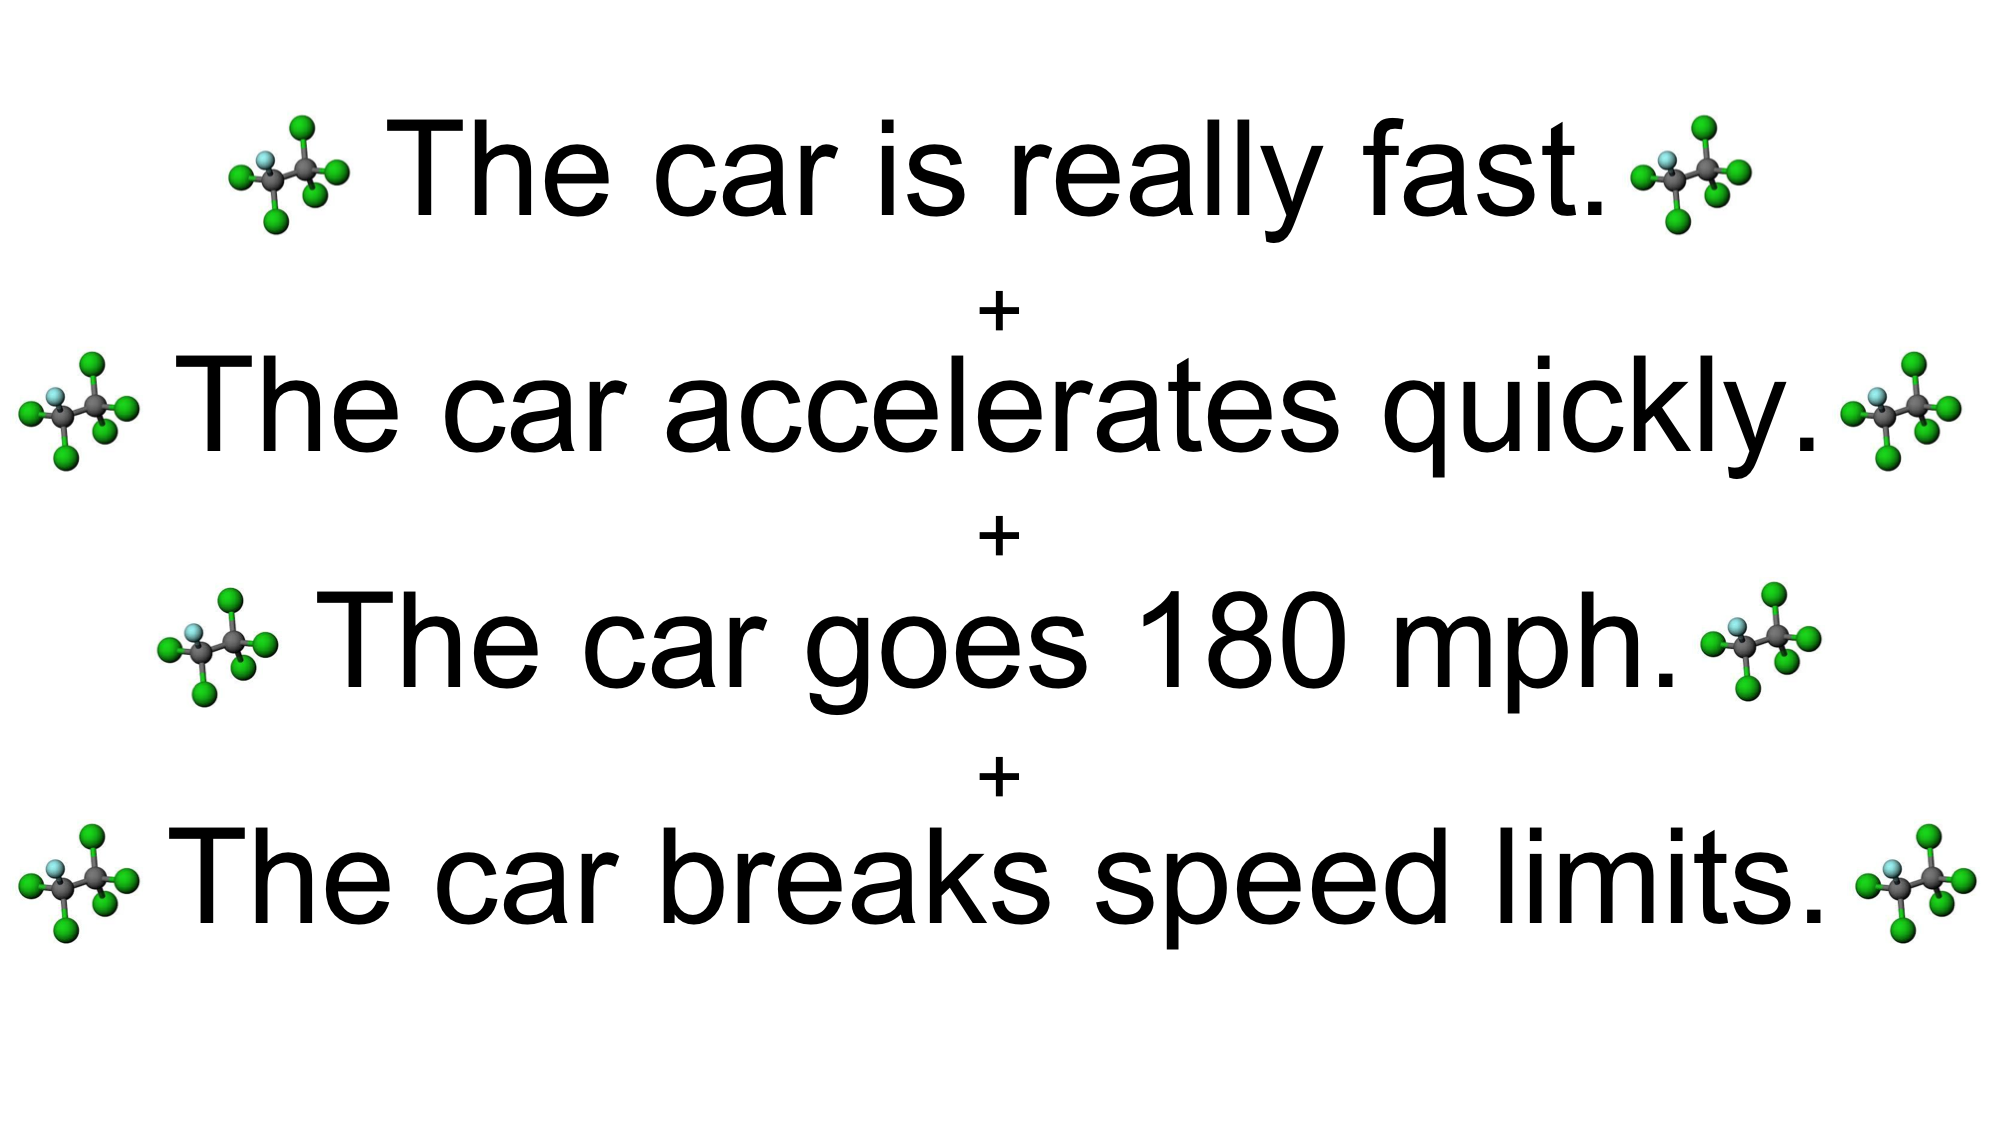 The car is really fast.
+
The car accelerates quickly.
+
The car goes 180 mph.
+
The car breaks speed limits.